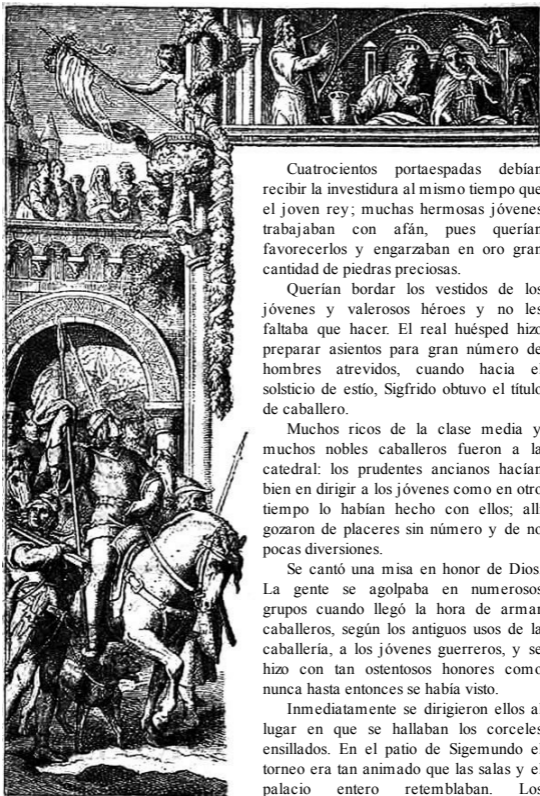 Cuatrocientos portaespadas debían
recibir la investidura al mismo tiempo que
el joven rey; muchas hermosas jóvenes
trabajaban con afán, pues querían
favorecerlos y engarzaban en oro gran
cantidad de piedras preciosas.
Querían bordar los vestidos de los
jóvenes y valerosos héroes y no les
faltaba que hacer. El real huésped hizo
preparar asientos para gran número de
hombres atrevidos, cuando hacia el
solsticio de estío, Sigfrido obtuvo el título
de caballero.
Muchos ricos de la clase media y
muchos nobles caballeros fueron a la
catedral: los prudentes ancianos hacían
bien en dirigir a los jóvenes como en otro
tiempo lo habían hecho con ellos; allí
gozaron de placeres sin número y de no
pocas diversiones.
Se cantó una misa en honor de Dios.
La gente se agolpaba en numerosos
grupos cuando llegó la hora de armar
caballeros, según los antiguos usos de la
caballería, a los jóvenes guerreros, y se
hizo con tan ostentosos honores como
nunca hasta entonces se había visto.
Inmediatamente se dirigieron ellos al
lugar en que se hallaban los corceles
ensillados. En el patio de Sigemundo el
torneo era tan animado que las salas y el
palacio entero retemblaban. Los